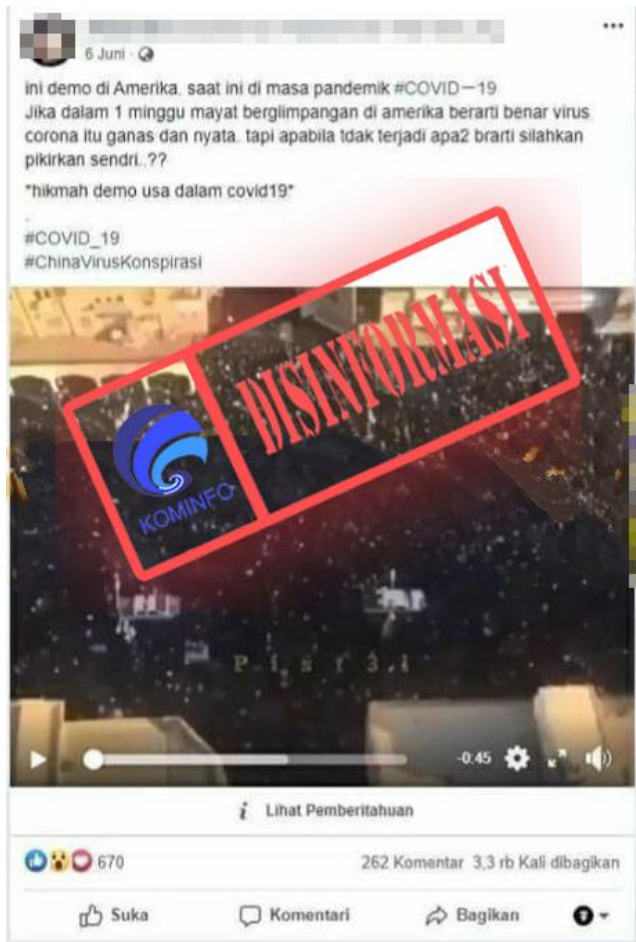 6 Juni
ini demo di Amerika. saat ini di masa pandemik #COVID–19
Jika dalam 1 minggu mayat berglimpangan di amerika berarti benar virus
corona itu ganas dan nyata. tapi apabila tdak terjadi apa2 brarti silahkan
pikirkan sendri..??
*hikmah demo usa dalam covid19*
.
#COVID_19
#ChinaVirusKonspirasi
DISINFORMASI
KOMINFO
-0:45
Lihat Pemberitahuan
670
262 Komentar 3,3 rb Kali dibagikan
Suka
Komentari
Bagikan